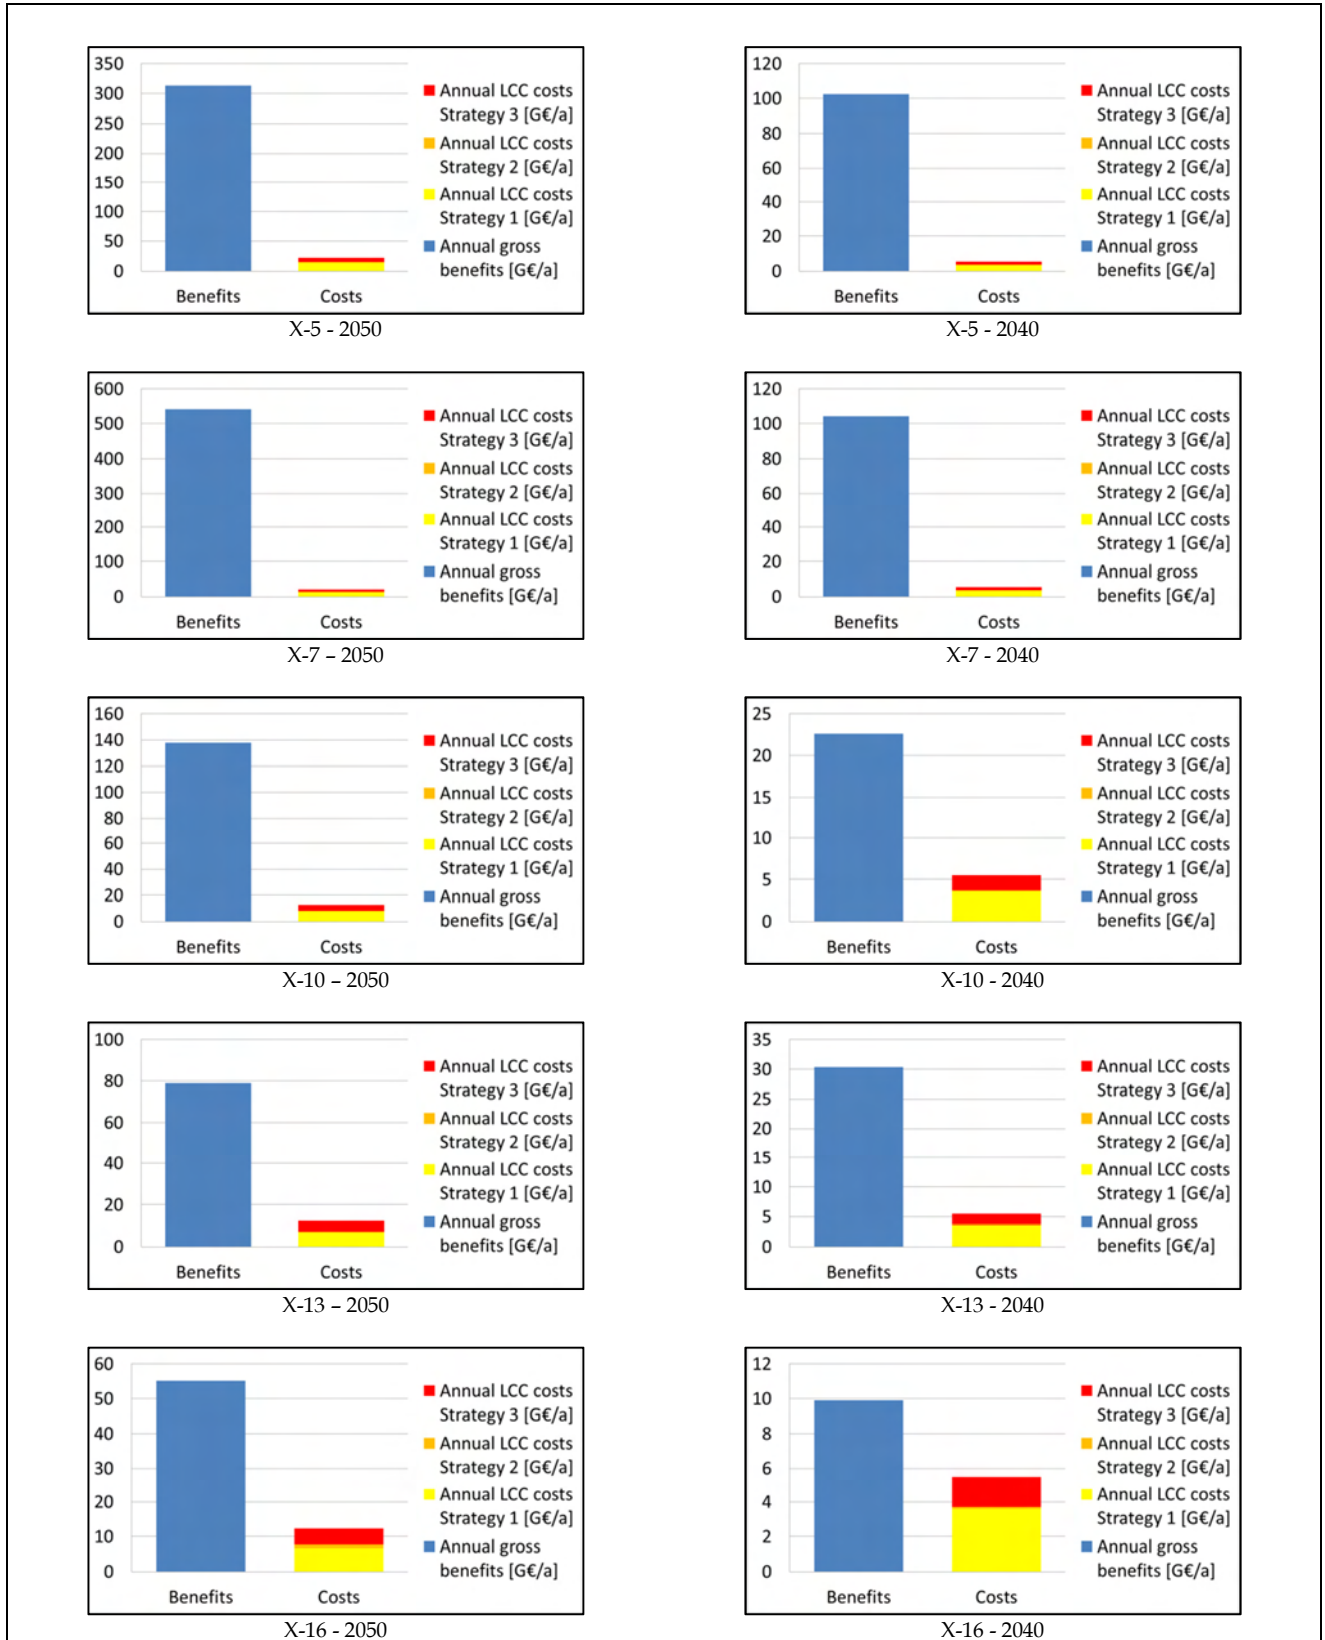 350
300
250
200
150
100
50
0
Benefits
Costs
Annual LCC costs
Strategy 3 [G€/a]
Annual LCC costs
Strategy 2 [G€/a]
Annual LCC costs
Strategy 1 [G€/a]
Annual gross
benefits [G€/a]
X-5 - 2050
120
100
80
60
40
20
0
Benefits
Costs
Annual LCC costs
Strategy 3 [G€/a]
Annual LCC costs
Strategy 2 [G€/a]
Annual LCC costs
Strategy 1 [G€/a]
Annual gross
benefits [G€/a]
X-5 - 2040
600
500
400
300
200
100
0
Benefits
Costs
Annual LCC costs
Strategy 3 [G€/a]
Annual LCC costs
Strategy 2 [G€/a]
Annual LCC costs
Strategy 1 [G€/a]
Annual gross
benefits [G€/a]
X-7 – 2050
120
100
80
60
40
20
0
Benefits
Costs
Annual LCC costs
Strategy 3 [G€/a]
Annual LCC costs
Strategy 2 [G€/a]
Annual LCC costs
Strategy 1 [G€/a]
Annual gross
benefits [G€/a]
X-7 - 2040
160
140
120
100
80
60
40
20
0
Benefits
Costs
Annual LCC costs
Strategy 3 [G€/a]
Annual LCC costs
Strategy 2 [G€/a]
Annual LCC costs
Strategy 1 [G€/a]
Annual gross
benefits [G€/a]
X-10 – 2050
25
20
15
10
5
0
Benefits
Costs
Annual LCC costs
Strategy 3 [G€/a]
Annual LCC costs
Strategy 2 [G€/a]
Annual LCC costs
Strategy 1 [G€/a]
Annual gross
benefits [G€/a]
X-10 - 2040
100
80
60
40
20
0
Benefits
Costs
Annual LCC costs
Strategy 3 [G€/a]
Annual LCC costs
Strategy 2 [G€/a]
Annual LCC costs
Strategy 1 [G€/a]
Annual gross
benefits [G€/a]
X-13 – 2050
35
30
25
20
15
10
5
0
Benefits
Costs
Annual LCC costs
Strategy 3 [G€/a]
Annual LCC costs
Strategy 2 [G€/a]
Annual LCC costs
Strategy 1 [G€/a]
Annual gross
benefits [G€/a]
X-13 - 2040
60
50
40
30
20
10
0
Benefits
Costs
Annual LCC costs
Strategy 3 [G€/a]
Annual LCC costs
Strategy 2 [G€/a]
Annual LCC costs
Strategy 1 [G€/a]
Annual gross
benefits [G€/a]
X-16 - 2050
12
10
8
6
4
2
0
Benefits
Costs
Annual LCC costs
Strategy 3 [G€/a]
Annual LCC costs
Strategy 2 [G€/a]
Annual LCC costs
Strategy 1 [G€/a]
Annual gross
benefits [G€/a]
X-16 - 2040